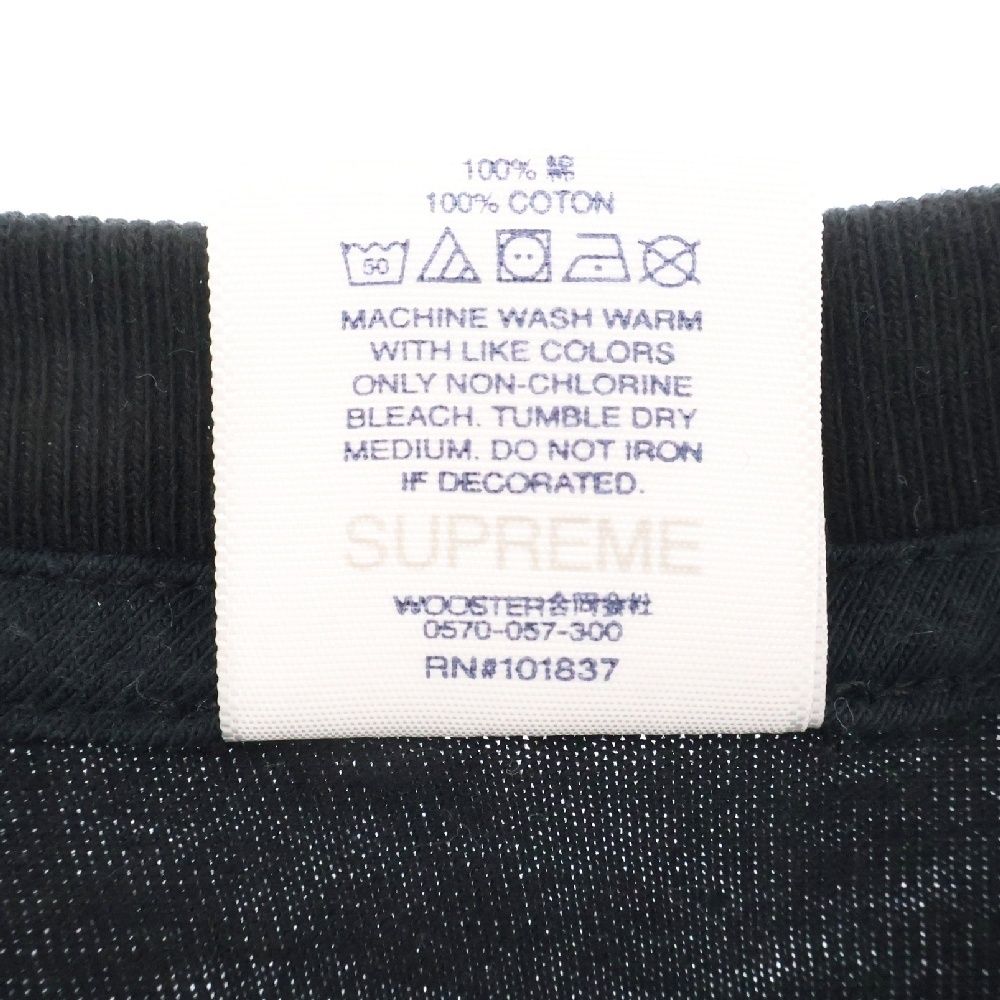 100% 綿
100% COTON
50
MACHINE WASH WARM
WITH LIKE COLORS
ONLY NON-CHLORINE
BLEACH. TUMBLE DRY
MEDIUM. DO NOT IRON
IF DECORATED.
SUPREME
WOOSTER合同会社
0570-057-300
RN#101837